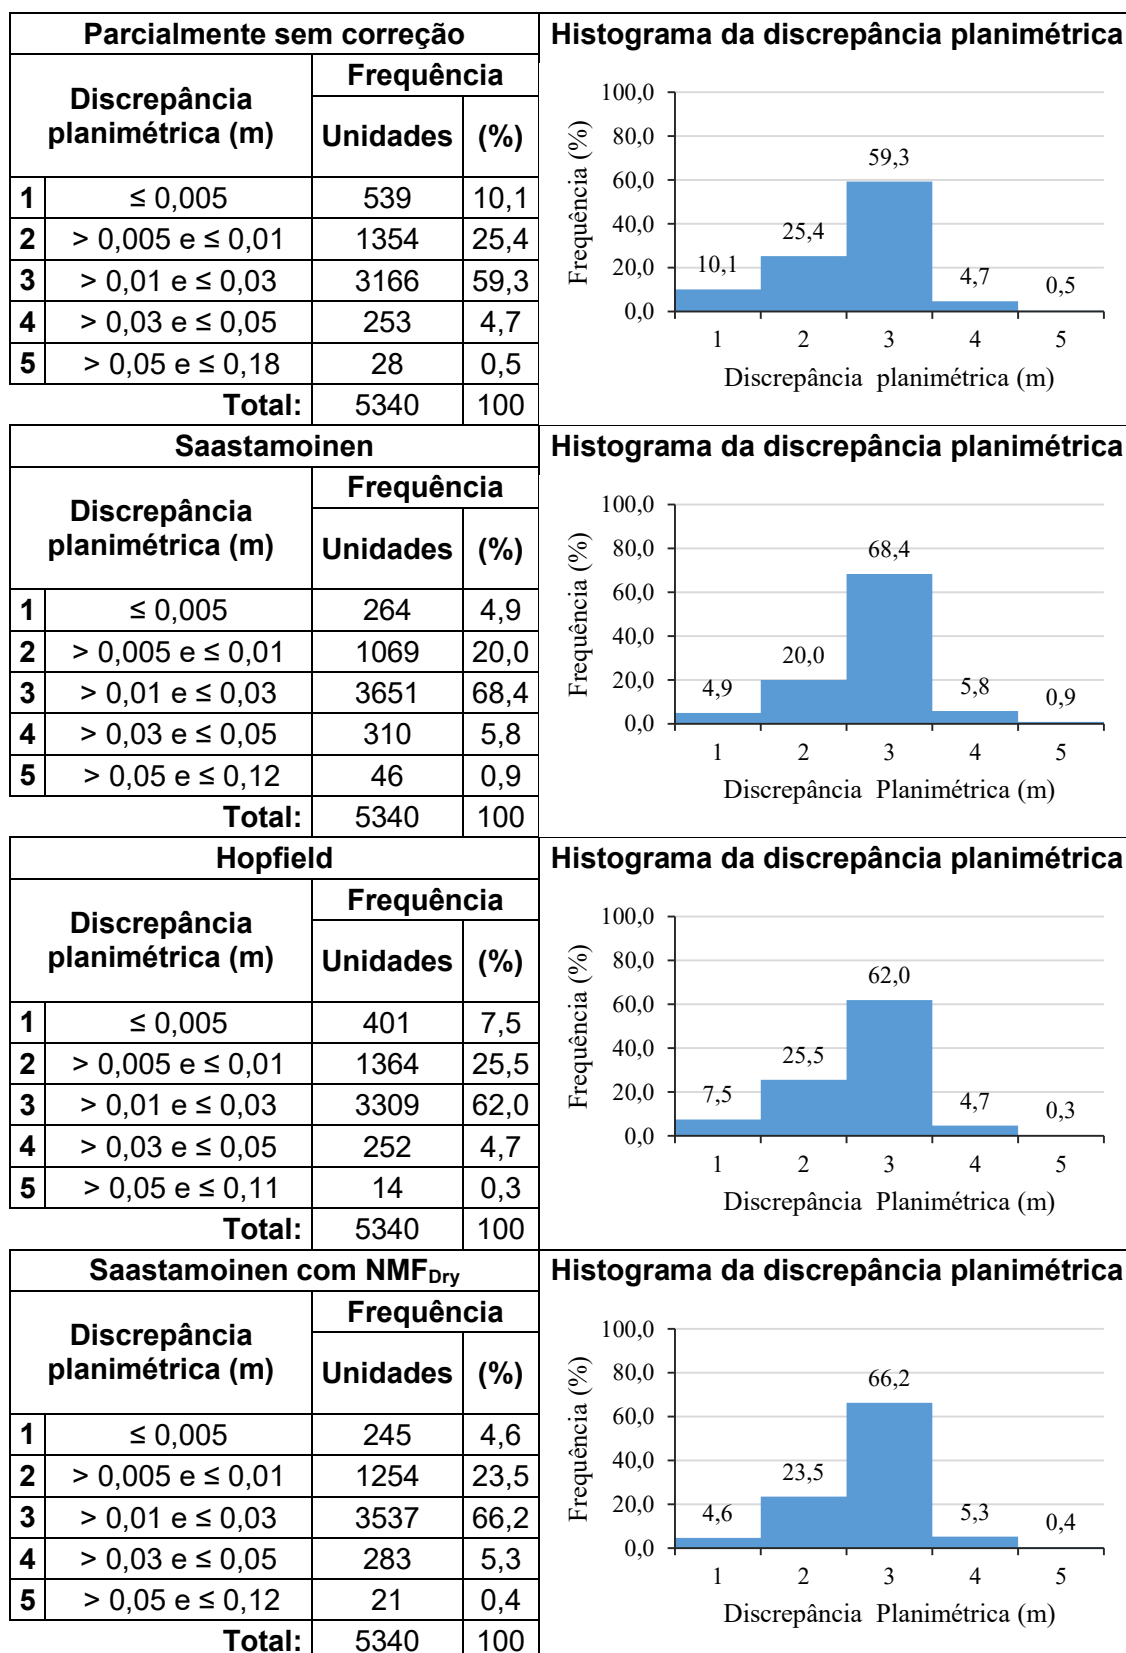 Parcialmente sem correção
Discrepância planimétrica (m)
Frequência
Unidades (%)
1 ≤ 0,005 539 10,1
2 > 0,005 e ≤ 0,01 1354 25,4
3 > 0,01 e ≤ 0,03 3166 59,3
4 > 0,03 e ≤ 0,05 253 4,7
5 > 0,05 e ≤ 0,18 28 0,5
Total: 5340 100
Histograma da discrepância planimétrica
Frequência (%)
100,0
80,0
60,0
40,0
20,0
0,0
10,1 25,4 59,3 4,7 0,5
1 2 3 4 5
Discrepância planimétrica (m)
Saastamoinen
Discrepância planimétrica (m)
Frequência
Unidades (%)
1 ≤ 0,005 264 4,9
2 > 0,005 e ≤ 0,01 1069 20,0
3 > 0,01 e ≤ 0,03 3651 68,4
4 > 0,03 e ≤ 0,05 310 5,8
5 > 0,05 e ≤ 0,12 46 0,9
Total: 5340 100
Histograma da discrepância planimétrica
Frequência (%)
100,0
80,0
60,0
40,0
20,0
0,0
4,9 20,0 68,4 5,8 0,9
1 2 3 4 5
Discrepância Planimétrica (m)
Hopfield
Discrepância planimétrica (m)
Frequência
Unidades (%)
1 ≤ 0,005 401 7,5
2 > 0,005 e ≤ 0,01 1364 25,5
3 > 0,01 e ≤ 0,03 3309 62,0
4 > 0,03 e ≤ 0,05 252 4,7
5 > 0,05 e ≤ 0,11 14 0,3
Total: 5340 100
Histograma da discrepância planimétrica
Frequência (%)
100,0
80,0
60,0
40,0
20,0
0,0
7,5 25,5 62,0 4,7 0,3
1 2 3 4 5
Discrepância Planimétrica (m)
Saastamoinen com NMF Dry
Discrepância planimétrica (m)
Frequência
Unidades (%)
1 ≤ 0,005 245 4,6
2 > 0,005 e ≤ 0,01 1254 23,5
3 > 0,01 e ≤ 0,03 3537 66,2
4 > 0,03 e ≤ 0,05 283 5,3
5 > 0,05 e ≤ 0,12 21 0,4
Total: 5340 100
Histograma da discrepância planimétrica
Frequência (%)
100,0
80,0
60,0
40,0
20,0
0,0
4,6 23,5 66,2 5,3 0,4
1 2 3 4 5
Discrepância Planimétrica (m)